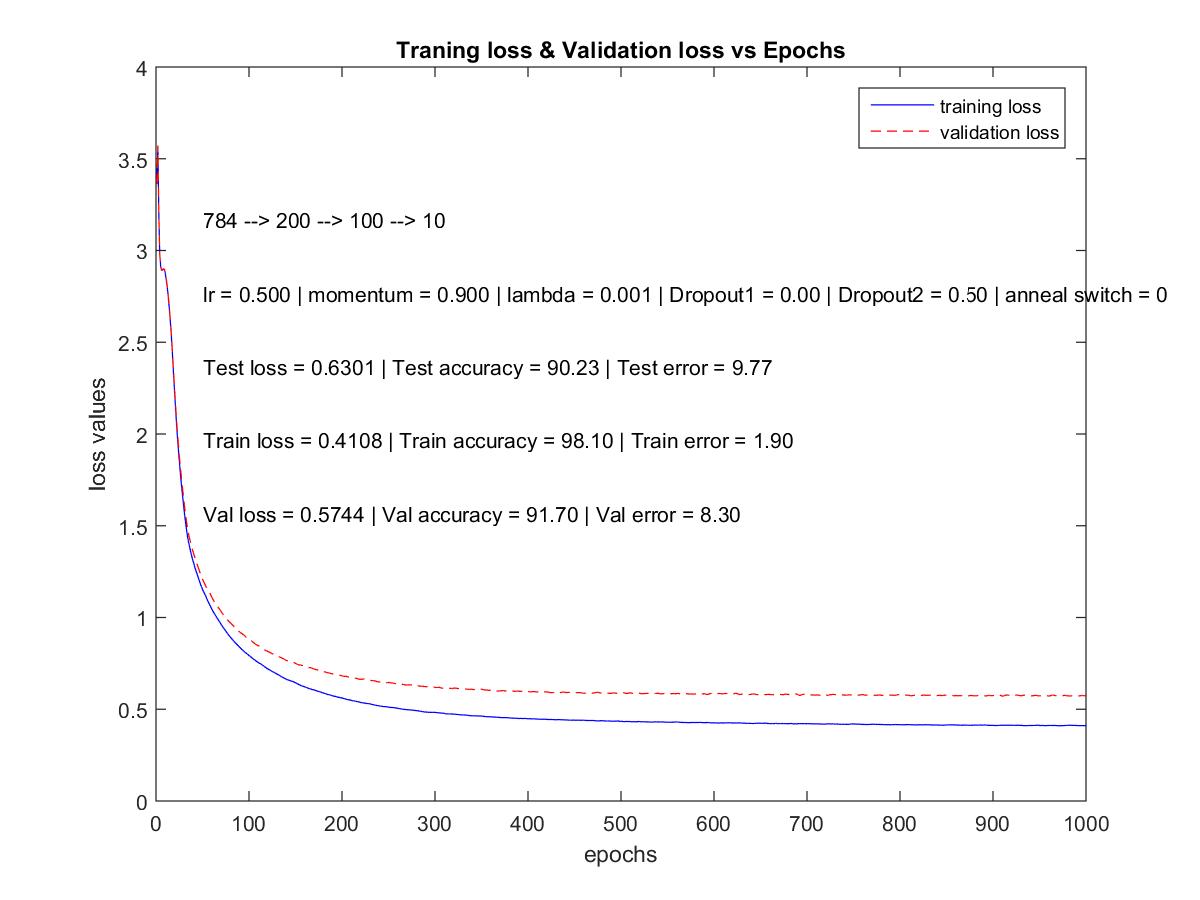 Traning loss & Validation loss vs Epochs
4
training loss
validation loss
3.5
784 --> 200 --> 100 --> 10
3
lr = 0.500 | momentum = 0.900 | lambda = 0.001 | Dropout1 = 0.00 | Dropout2 = 0.50 | anneal switch = 0
2.5
Test loss = 0.6301 | Test accuracy = 90.23 | Test error = 9.77
2
Train loss = 0.4108 | Train accuracy = 98.10 | Train error = 1.90
loss values
1.5
Val loss = 0.5744 | Val accuracy = 91.70 | Val error = 8.30
1
0.5
0
0 100 200 300 400 500 600 700 800 900 1000
epochs